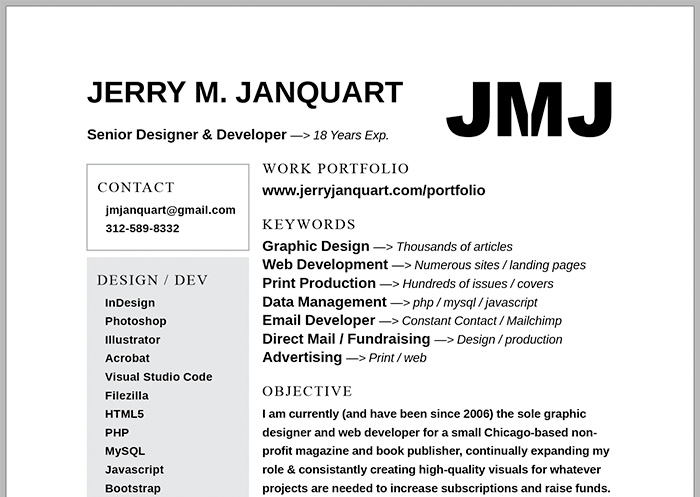 JERRY M. JANQUART
JMJ
Senior Designer & Developer —> 18 Years Exp.
CONTACT
jmjanquart@gmail.com
312-589-8332
DESIGN / DEV
InDesign
Photoshop
Illustrator
Acrobat
Visual Studio Code
Filezilla
HTML5
PHP
MySQL
Javascript
Bootstrap
WORK PORTFOLIO
www.jerryjanquart.com/portfolio
KEYWORDS
Graphic Design —> Thousands of articles
Web Development —> Numerous sites / landing pages
Print Production —> Hundreds of issues / covers
Data Management —> php / mysql / javascript
Email Developer —> Constant Contact / Mailchimp
Direct Mail / Fundraising —> Design / production
Advertising —> Print / web
OBJECTIVE
I am currently (and have been since 2006) the sole graphic
designer and web developer for a small Chicago-based non-
profit magazine and book publisher, continually expanding my
role & consistantly creating high-quality visuals for whatever
projects are needed to increase subscriptions and raise funds.